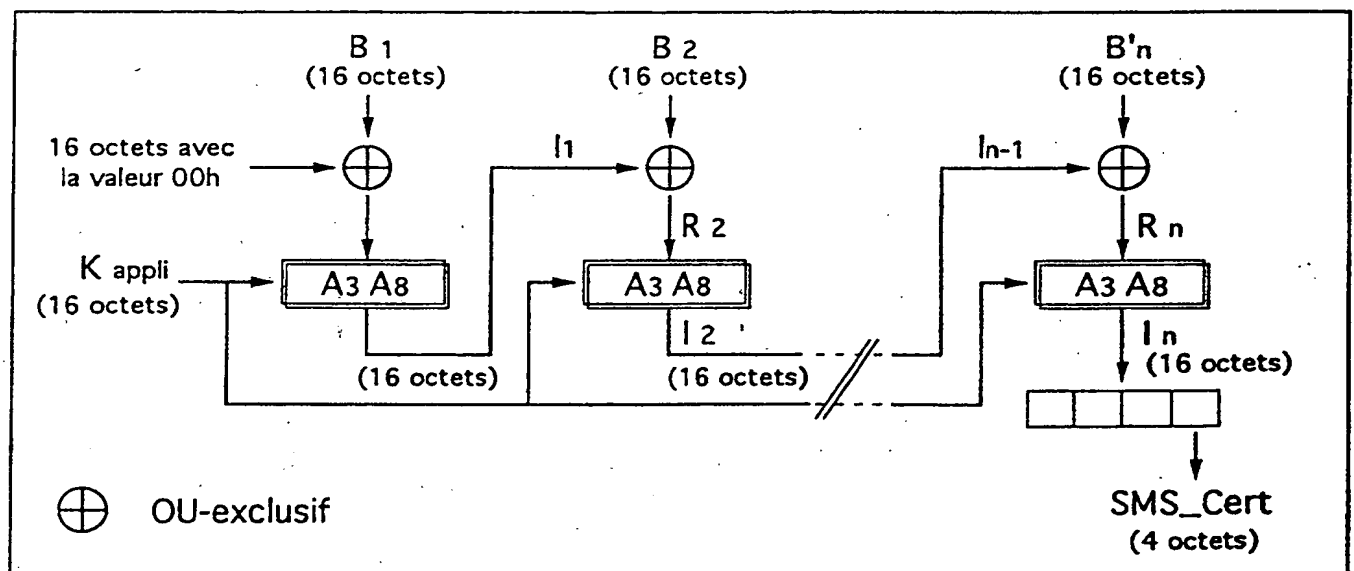 B 1
(16 octets)
B 2
(16 octets)
B'n
(16 octets)
16 octets avec
la valeur 00h
I1
In-1
R 2
R n
K appli
(16 octets)
A3 A8
A3 A8
A3 A8
I 2
I n
(16 octets)
(16 octets)
(16 octets)
OU-exclusif
SMS_Cert
(4 octets)